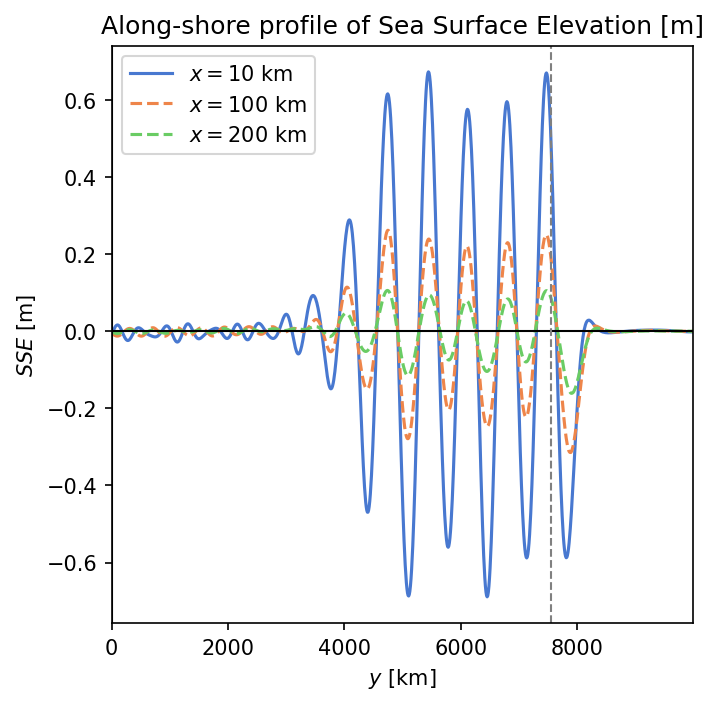 Along-shore profile of Sea Surface Elevation [m]
x = 10 km
x = 100 km
x = 200 km
0.6
0.4
0.2
0.0
−0.2
−0.4
−0.6
SSE [m]
0 2000 4000 6000 8000
y [km]